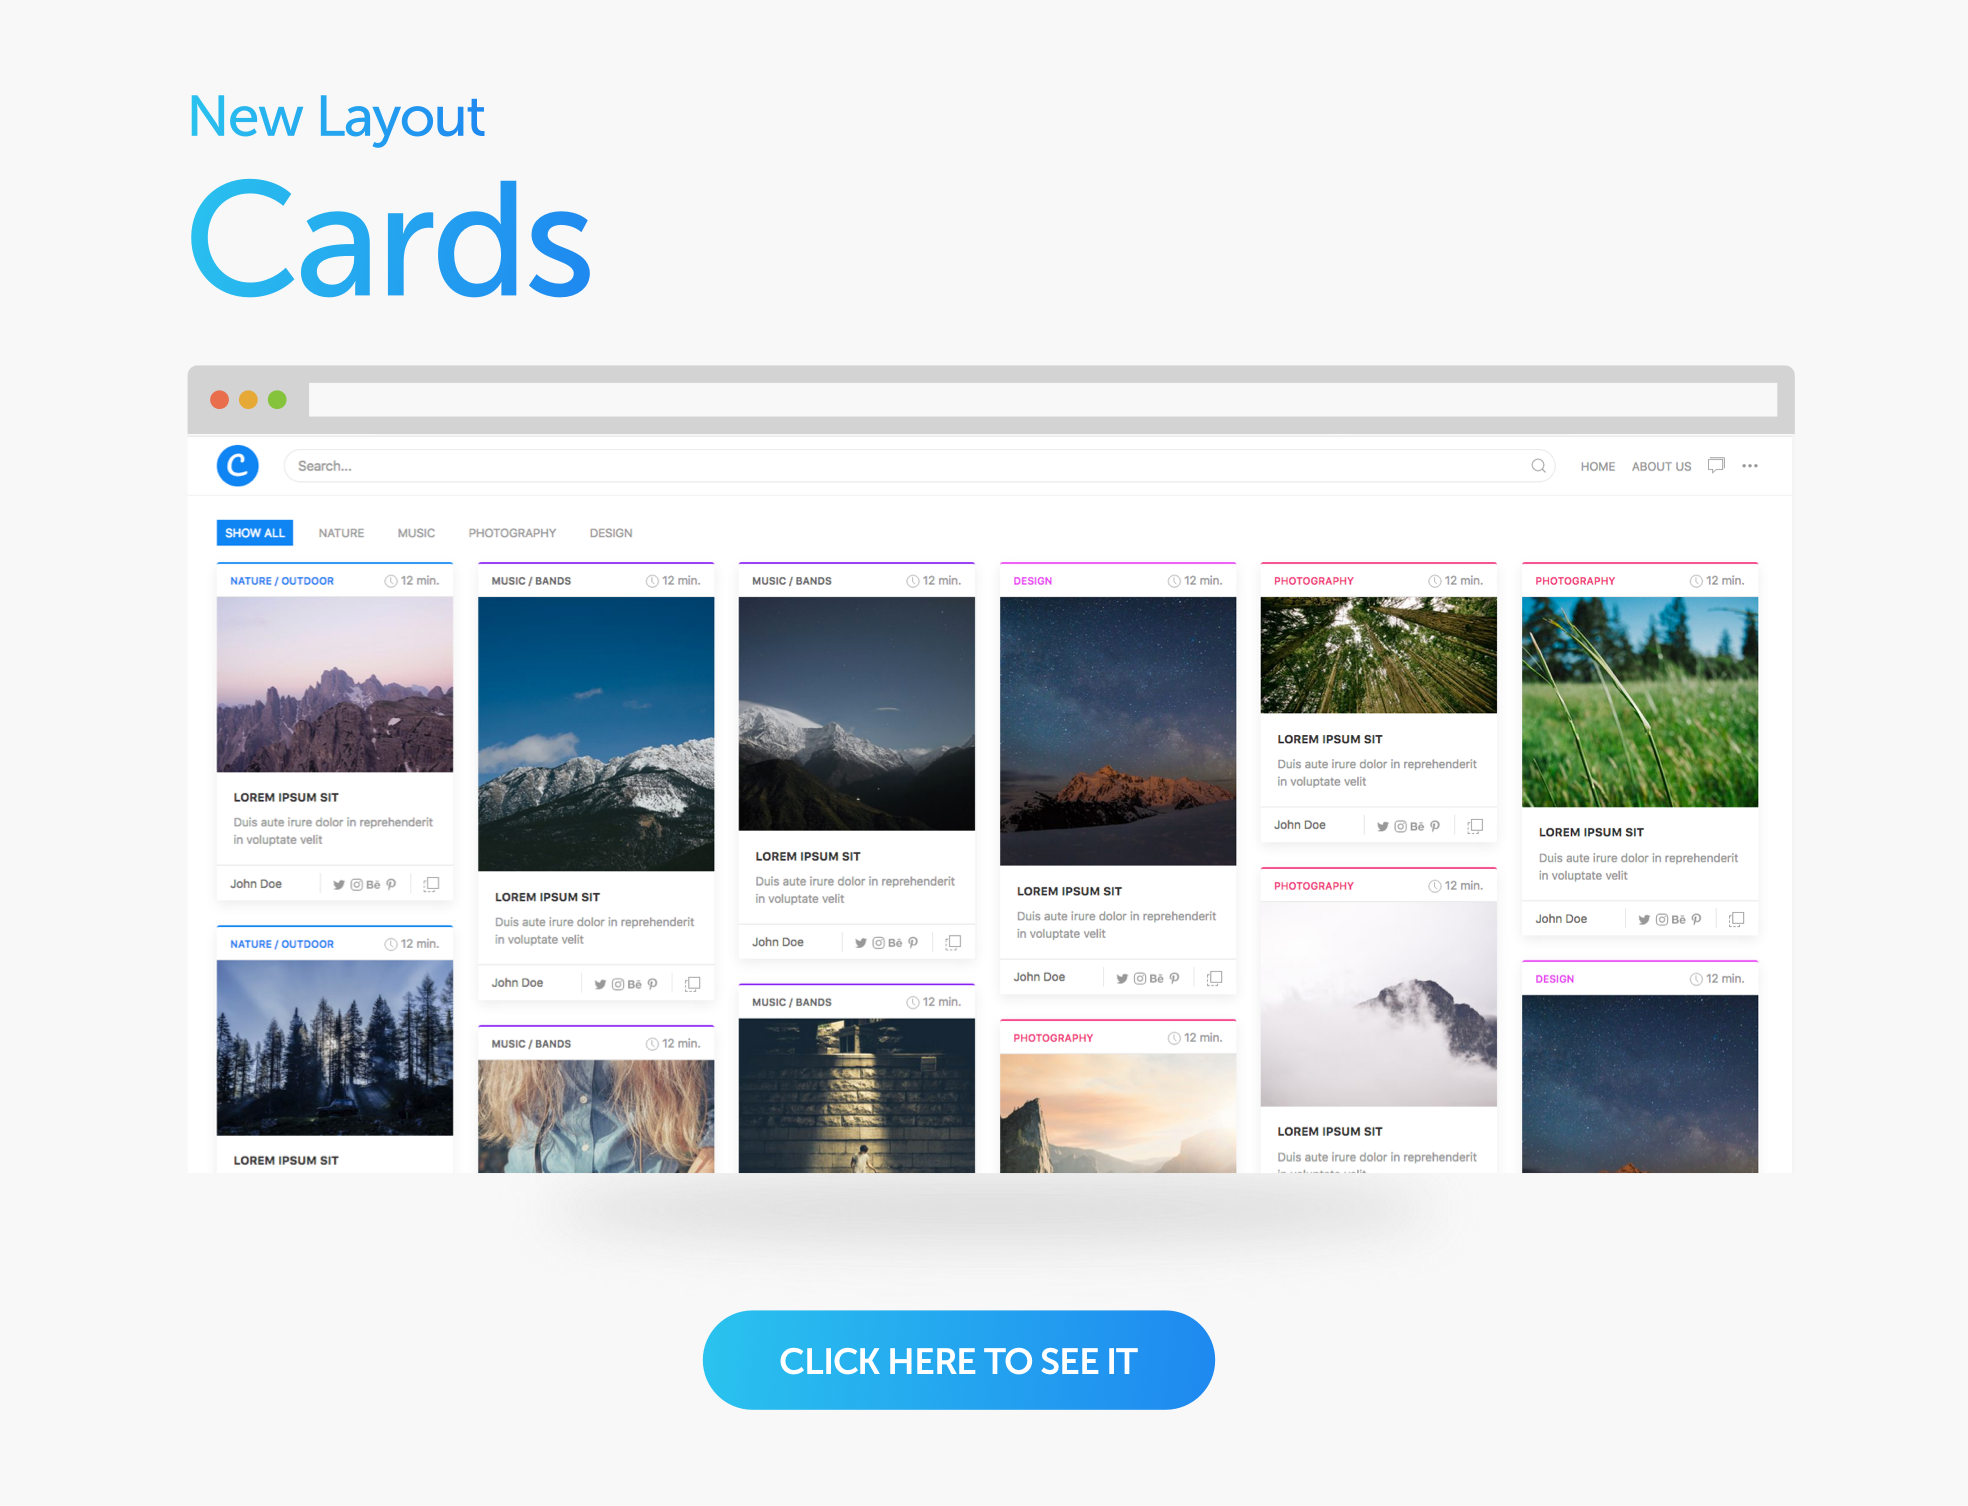 New Layout
Cards
C
Search...
HOME ABOUT US
SHOW ALL NATURE MUSIC PHOTOGRAPHY DESIGN
NATURE / OUTDOOR 12 min.
LOREM IPSUM SIT
Duis aute irure dolor in reprehenderit
in voluptate velit
John Doe Bē
NATURE / OUTDOOR 12 min.
LOREM IPSUM SIT
MUSIC / BANDS 12 min.
LOREM IPSUM SIT
Duis aute irure dolor in reprehenderit
in voluptate velit
John Doe Bē
MUSIC / BANDS 12 min.
MUSIC / BANDS 12 min.
LOREM IPSUM SIT
Duis aute irure dolor in reprehenderit
in voluptate velit
John Doe Bē
MUSIC / BANDS 12 min.
DESIGN 12 min.
LOREM IPSUM SIT
Duis aute irure dolor in reprehenderit
in voluptate velit
John Doe Bē
PHOTOGRAPHY 12 min.
PHOTOGRAPHY 12 min.
LOREM IPSUM SIT
Duis aute irure dolor in reprehenderit
in voluptate velit
John Doe Bē
PHOTOGRAPHY 12 min.
LOREM IPSUM SIT
Duis aute irure dolor in reprehenderit
PHOTOGRAPHY 12 min.
LOREM IPSUM SIT
Duis aute irure dolor in reprehenderit
in voluptate velit
John Doe Bē
DESIGN 12 min.
CLICK HERE TO SEE IT